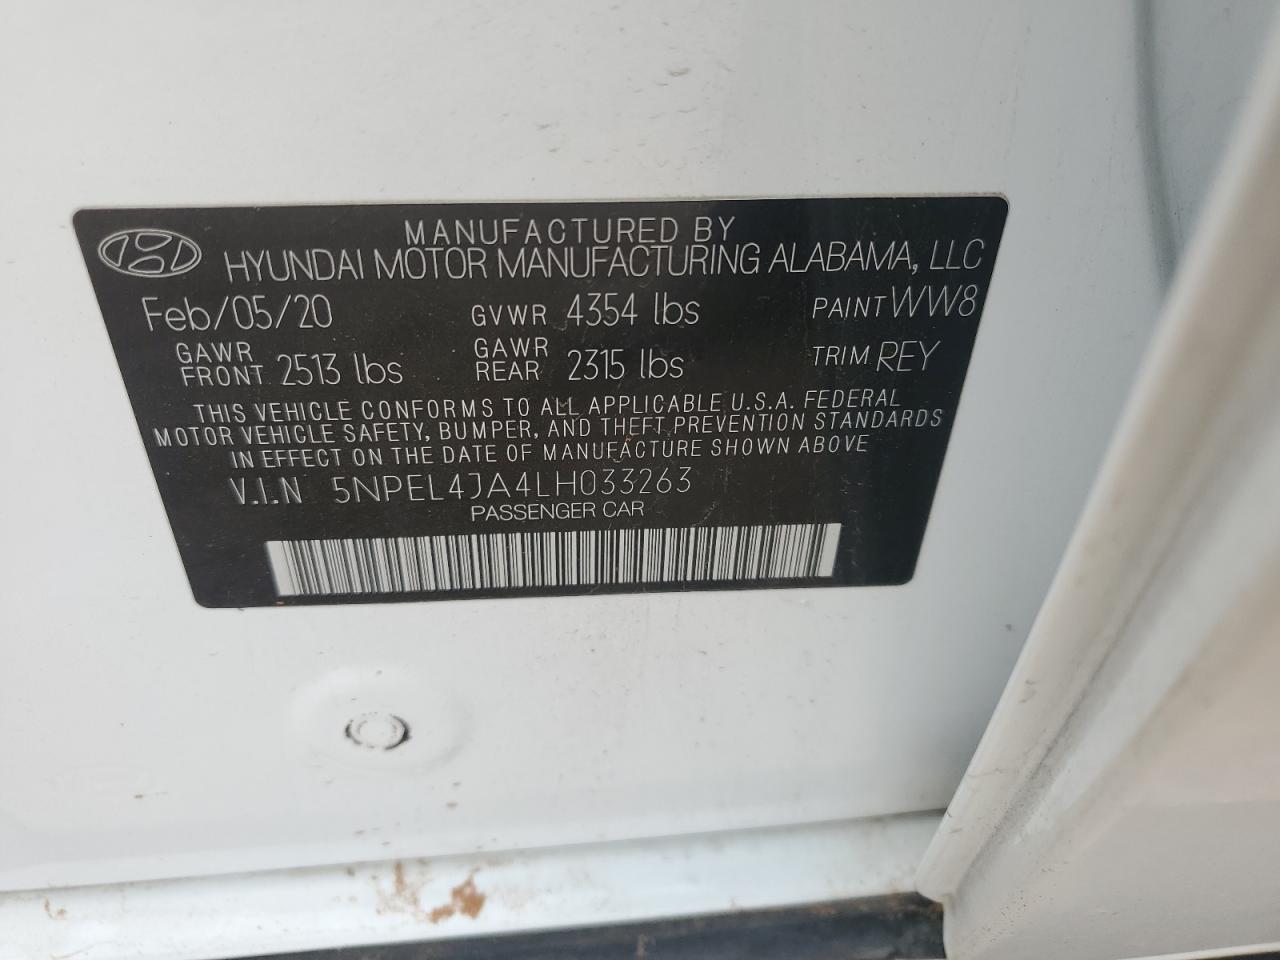 MANUFACTURED BY
HYUNDAI MOTOR MANUFACTURING ALABAMA, LLC
Feb/05/20 GVWR 4354 lbs PAINT WW8
GAWR FRONT 2513 lbs GAWR REAR 2315 lbs TRIM REY
THIS VEHICLE CONFORMS TO ALL APPLICABLE U.S.A. FEDERAL
MOTOR VEHICLE SAFETY, BUMPER, AND THEFT PREVENTION STANDARDS
IN EFFECT ON THE DATE OF MANUFACTURE SHOWN ABOVE
V.I.N 5NPEL4JA4LH033263
PASSENGER CAR